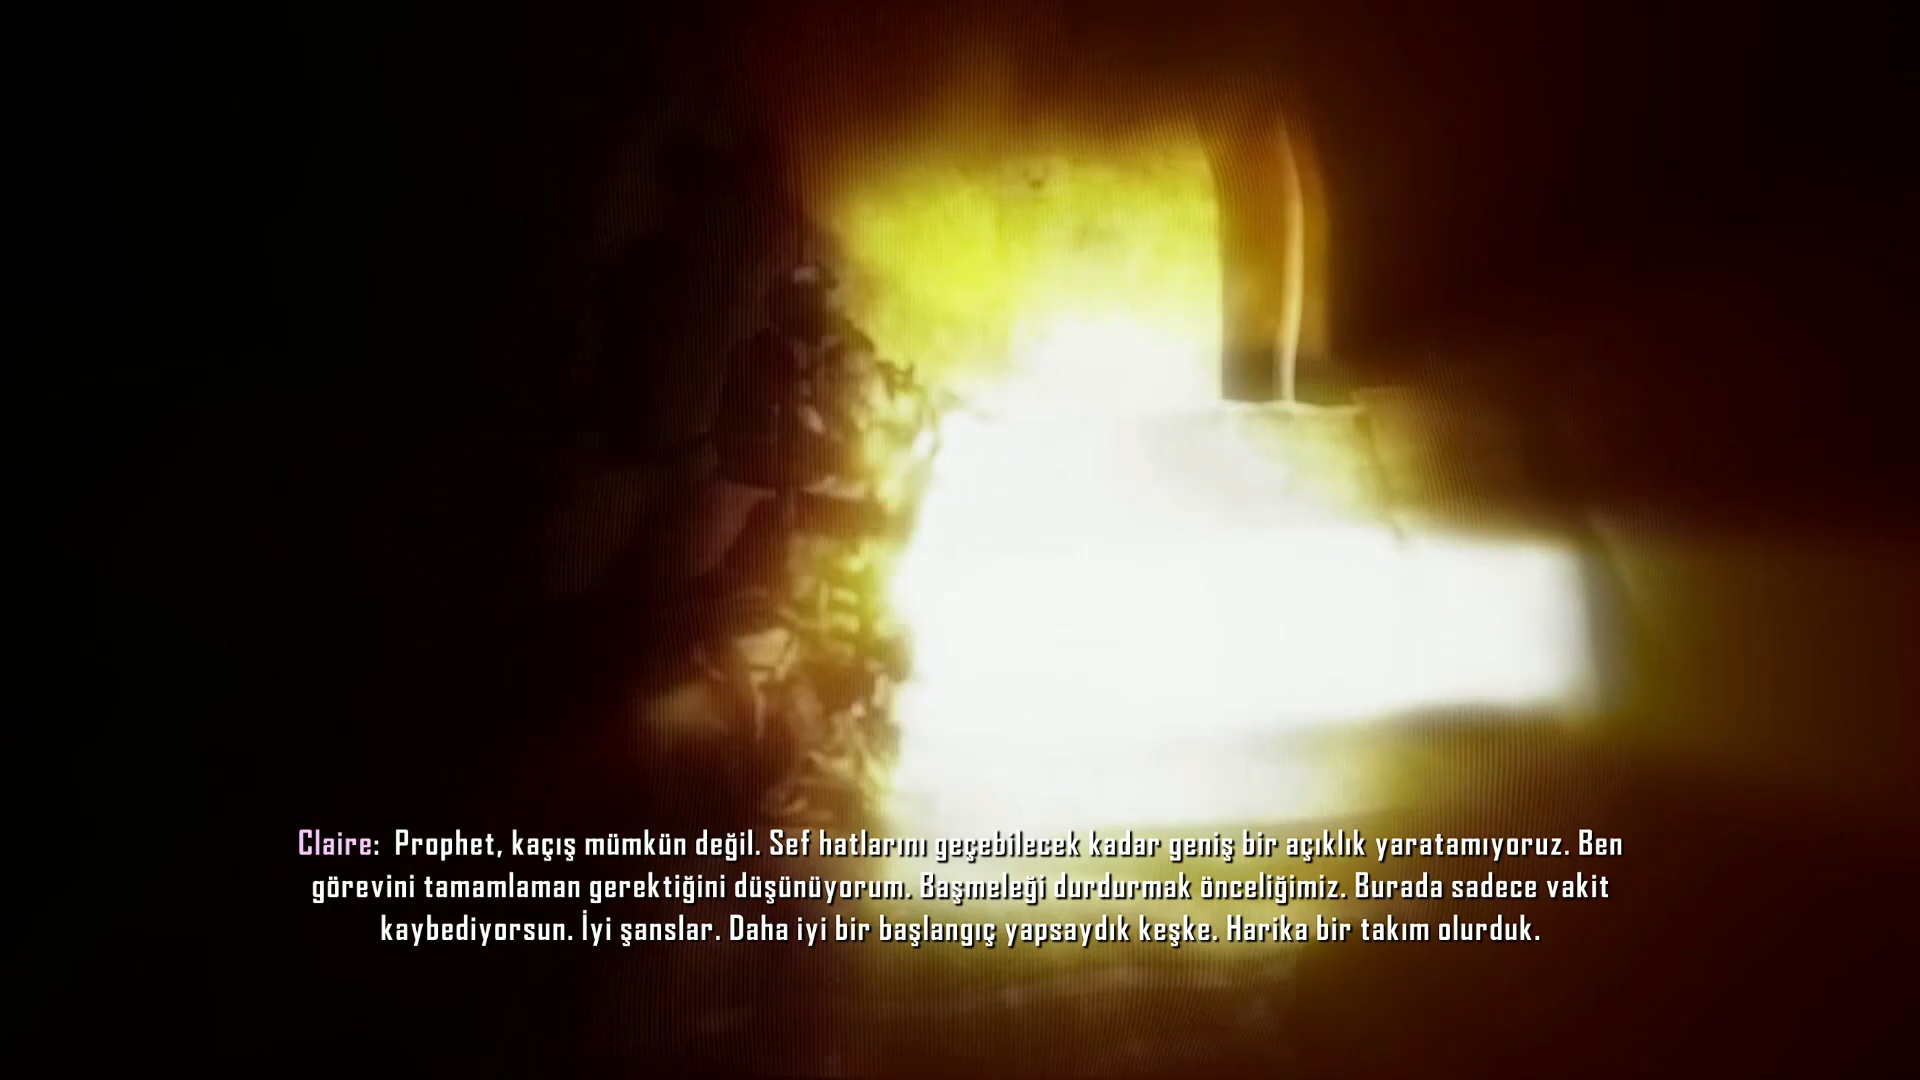 Claire: Prophet, kaçış mümkün değil. Sef hatlarını geçebilecek kadar geniş bir açıklık yaratamıyoruz. Ben
görevini tamamlaman gerektiğini düşünüyorum. Başmeleği durdurmak önceliğimiz. Burada sadece vakit
kaybediyorsun. İyi şanslar. Daha iyi bir başlangıç yapsaydık keşke. Harika bir takım olurduk.